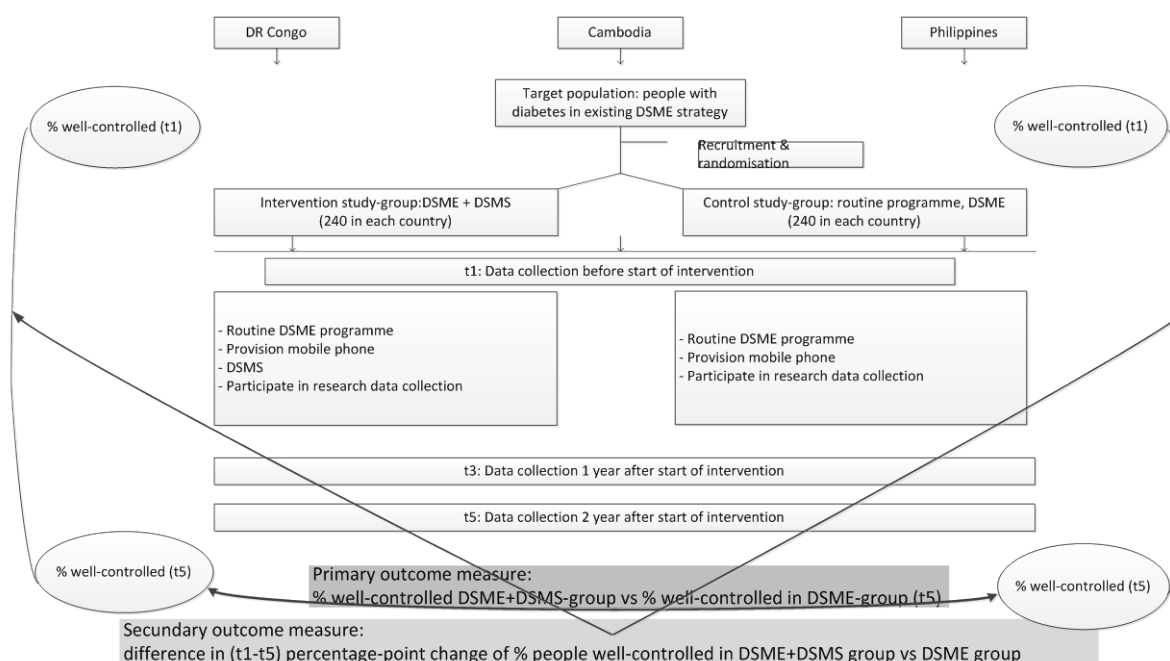 DR Congo
Cambodia
Philippines
Target population: people with
diabetes in existing DSME strategy
% well-controlled (t1)
% well-controlled (t1)
Recruitment &
randomisation
Intervention study-group:DSME + DSMS
(240 in each country)
Control study-group: routine programme, DSME
(240 in each country)
t1: Data collection before start of intervention
- Routine DSME programme
- Provision mobile phone
- DSMS
- Participate in research data collection
- Routine DSME programme
- Provision mobile phone
- Participate in research data collection
t3: Data collection 1 year after start of intervention
t5: Data collection 2 year after start of intervention
% well-controlled (t5)
% well-controlled (t5)
Primary outcome measure:
% well-controlled DSME+DSMS-group vs % well-controlled in DSME-group (t5)
Secundary outcome measure:
difference in (t1-t5) percentage-point change of % people well-controlled in DSME+DSMS group vs DSME group